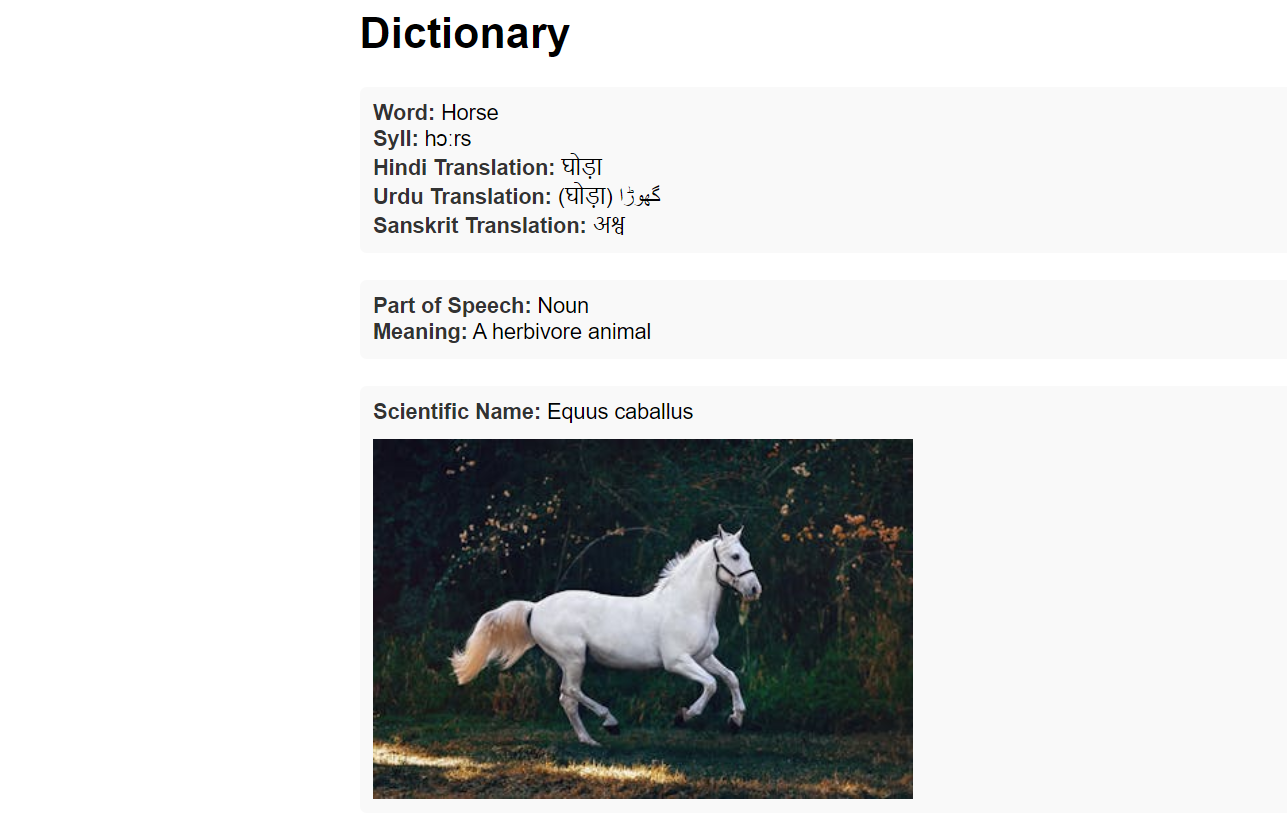 Dictionary
Word: Horse
Syll: hɔːrs
Hindi Translation: घोड़ा
Urdu Translation: (घोड़ा) گھوڑا
Sanskrit Translation: अश्व
Part of Speech: Noun
Meaning: A herbivore animal
Scientific Name: Equus caballus